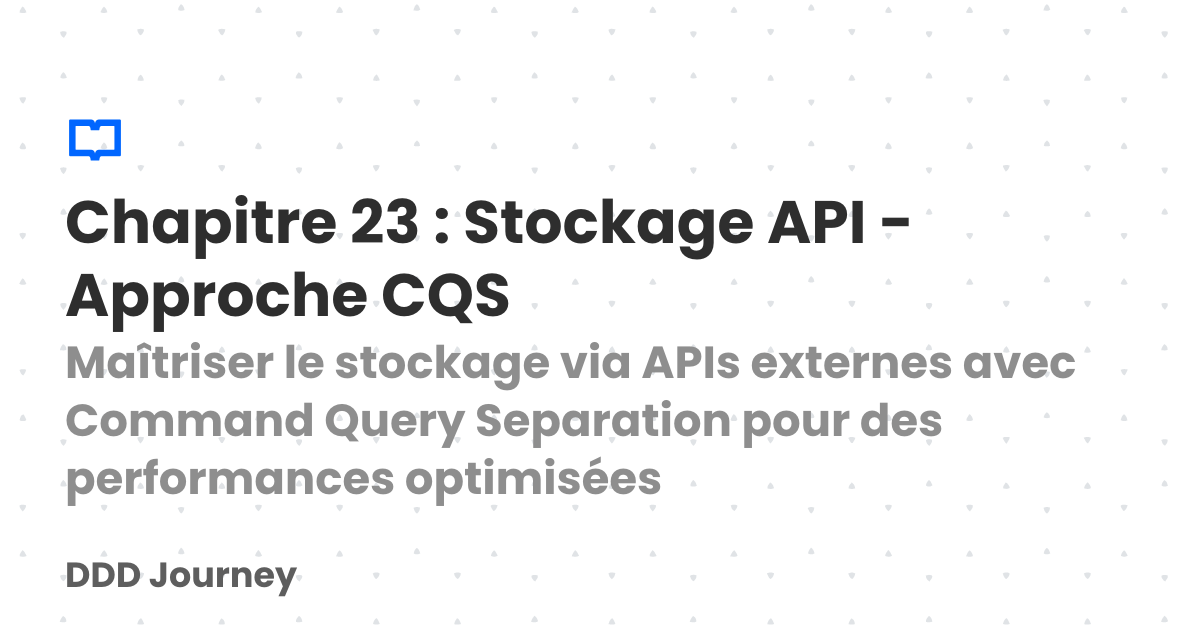 Chapitre 23 : Stockage API -
Approche CQS
Maîtriser le stockage via APIs externes avec
Command Query Separation pour des
performances optimisées
DDD Journey